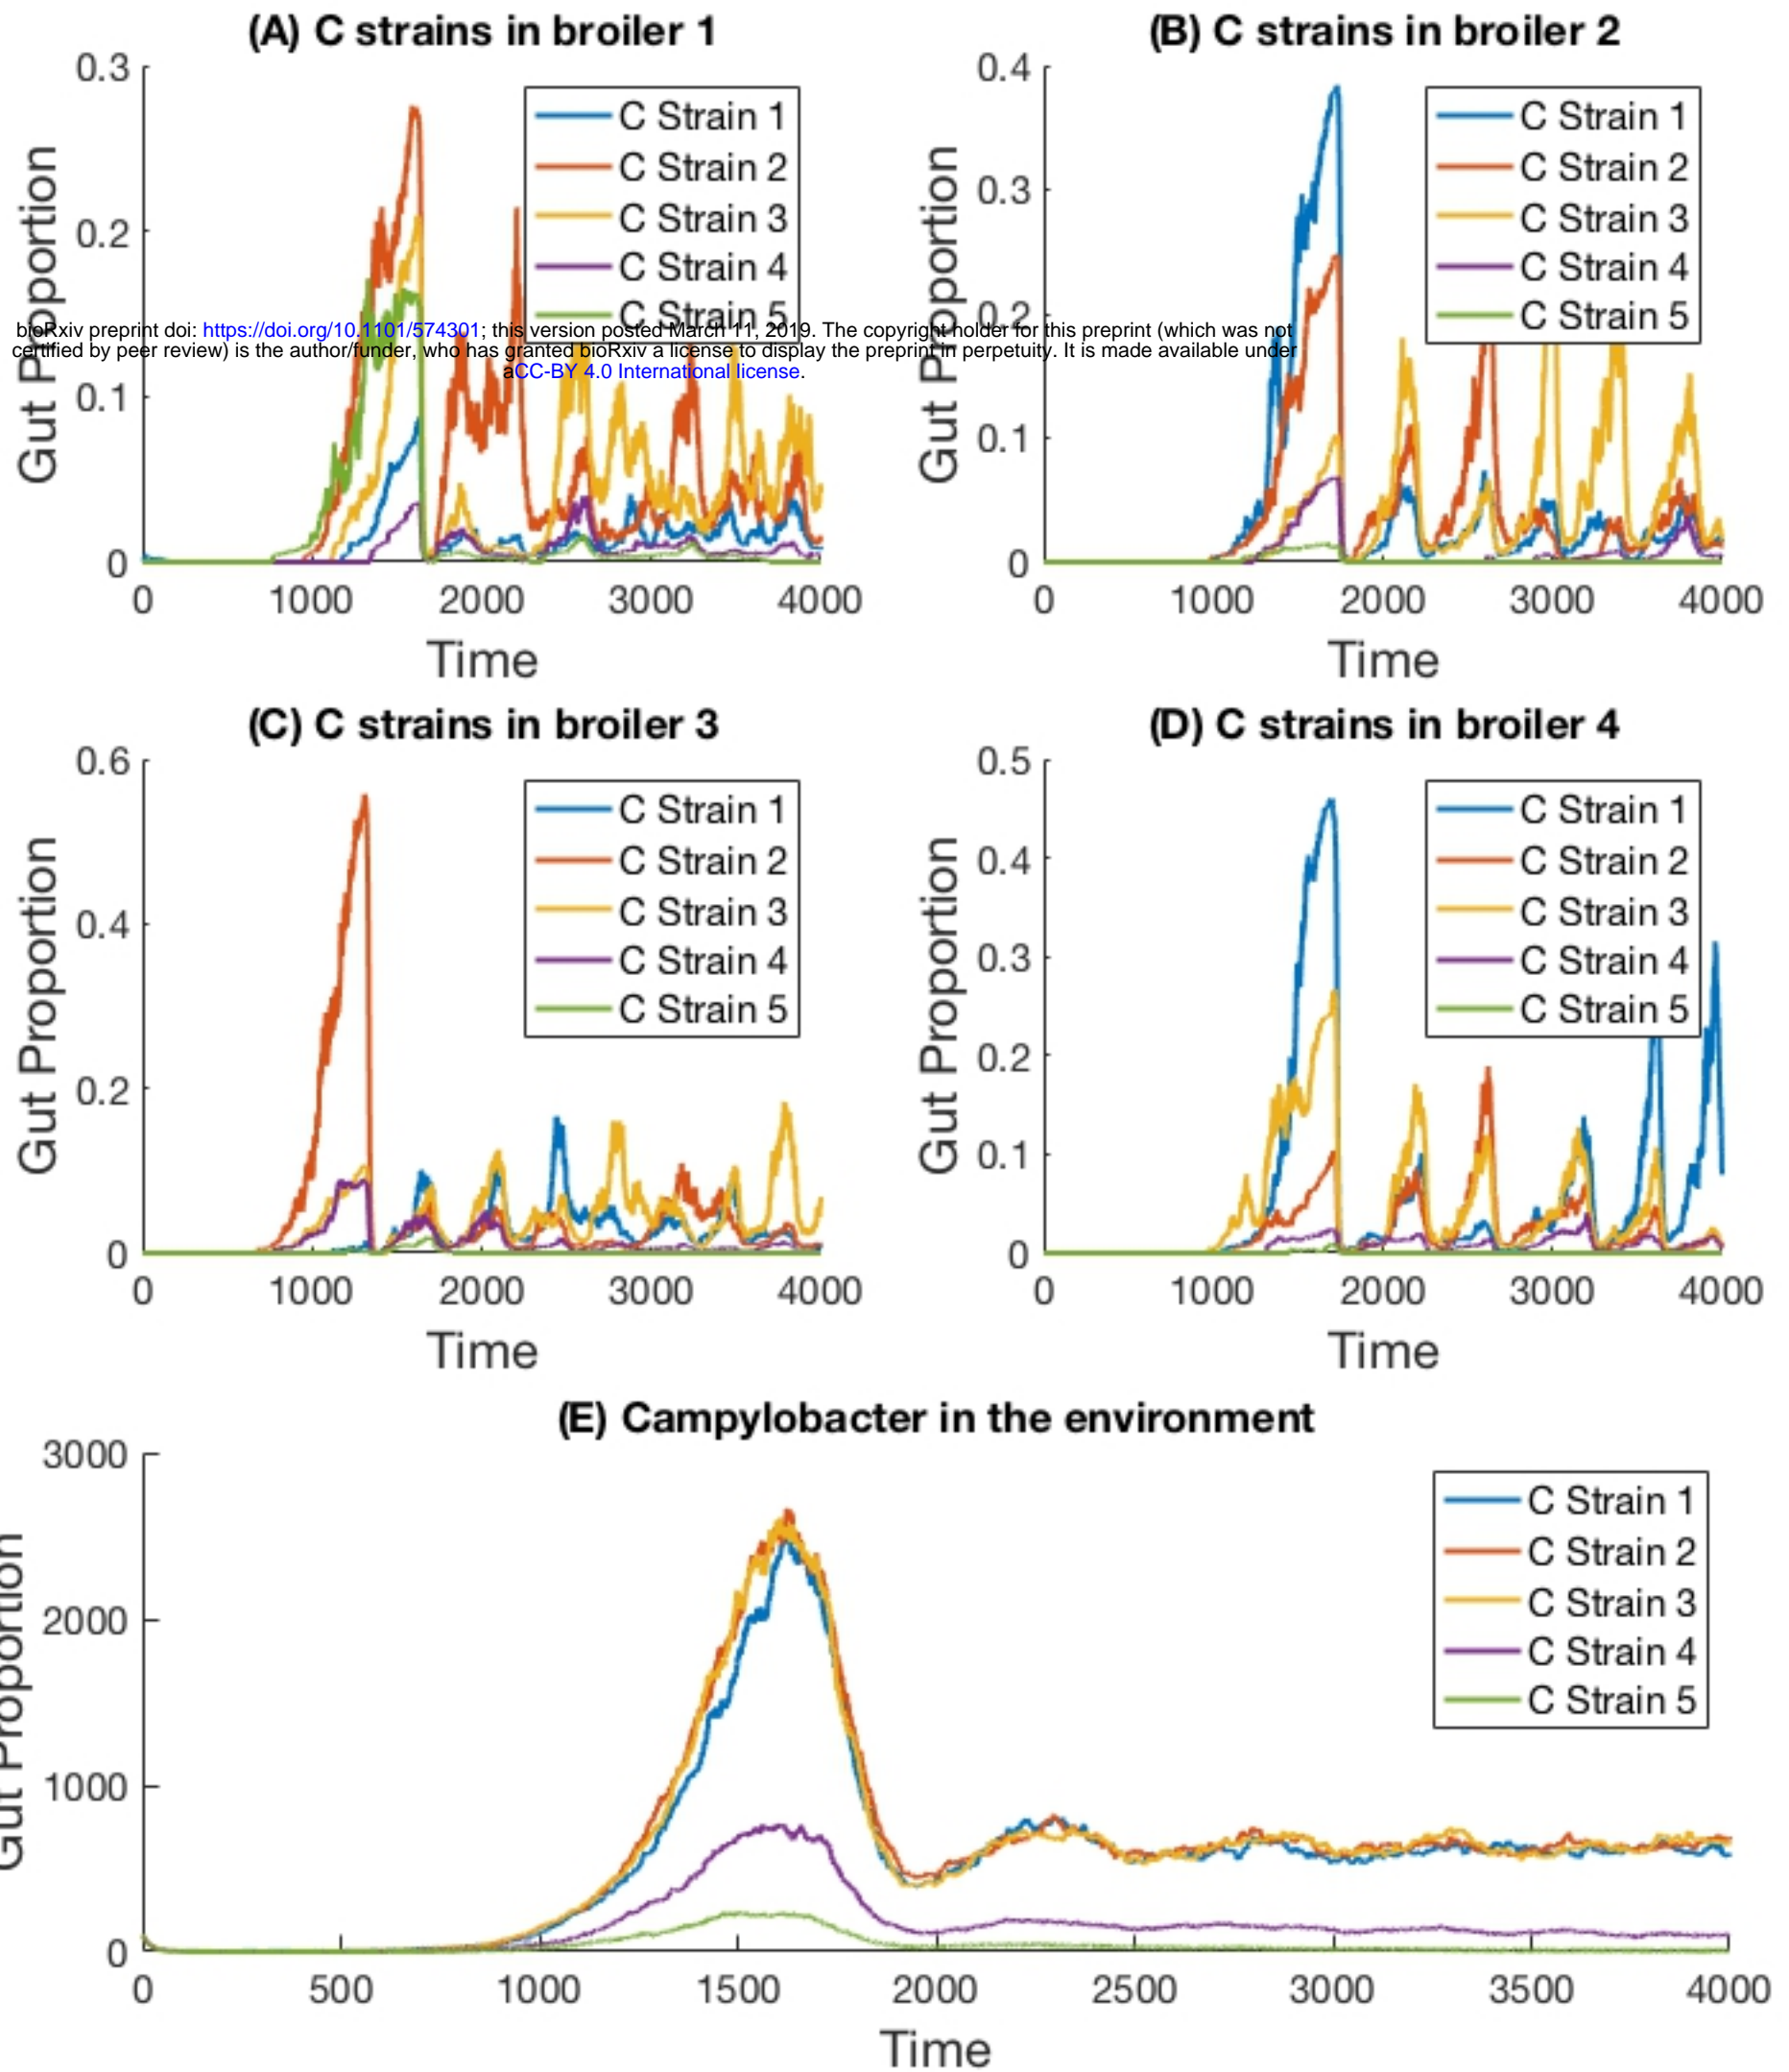 (A) C strains in broiler 1
0.3
0.2
0.1
0
Gut Proportion
C Strain 1
C Strain 2
C Strain 3
C Strain 4
C Strain 5
0 1000 2000 3000 4000
Time
(B) C strains in broiler 2
0.4
0.3
0.2
0.1
0
Gut Proportion
C Strain 1
C Strain 2
C Strain 3
C Strain 4
C Strain 5
0 1000 2000 3000 4000
Time
bioRxiv preprint doi: https://doi.org/10.1101/574301; this version posted March 11, 2019. The copyright holder for this preprint (which was not
certified by peer review) is the author/funder, who has granted bioRxiv a license to display the preprint in perpetuity. It is made available under
aCC-BY 4.0 International license.
(C) C strains in broiler 3
0.6
0.4
0.2
0
Gut Proportion
C Strain 1
C Strain 2
C Strain 3
C Strain 4
C Strain 5
0 1000 2000 3000 4000
Time
(D) C strains in broiler 4
0.5
0.4
0.3
0.2
0.1
0
Gut Proportion
C Strain 1
C Strain 2
C Strain 3
C Strain 4
C Strain 5
0 1000 2000 3000 4000
Time
(E) Campylobacter in the environment
3000
2000
1000
0
Gut Proportion
C Strain 1
C Strain 2
C Strain 3
C Strain 4
C Strain 5
0 500 1000 1500 2000 2500 3000 3500 4000
Time